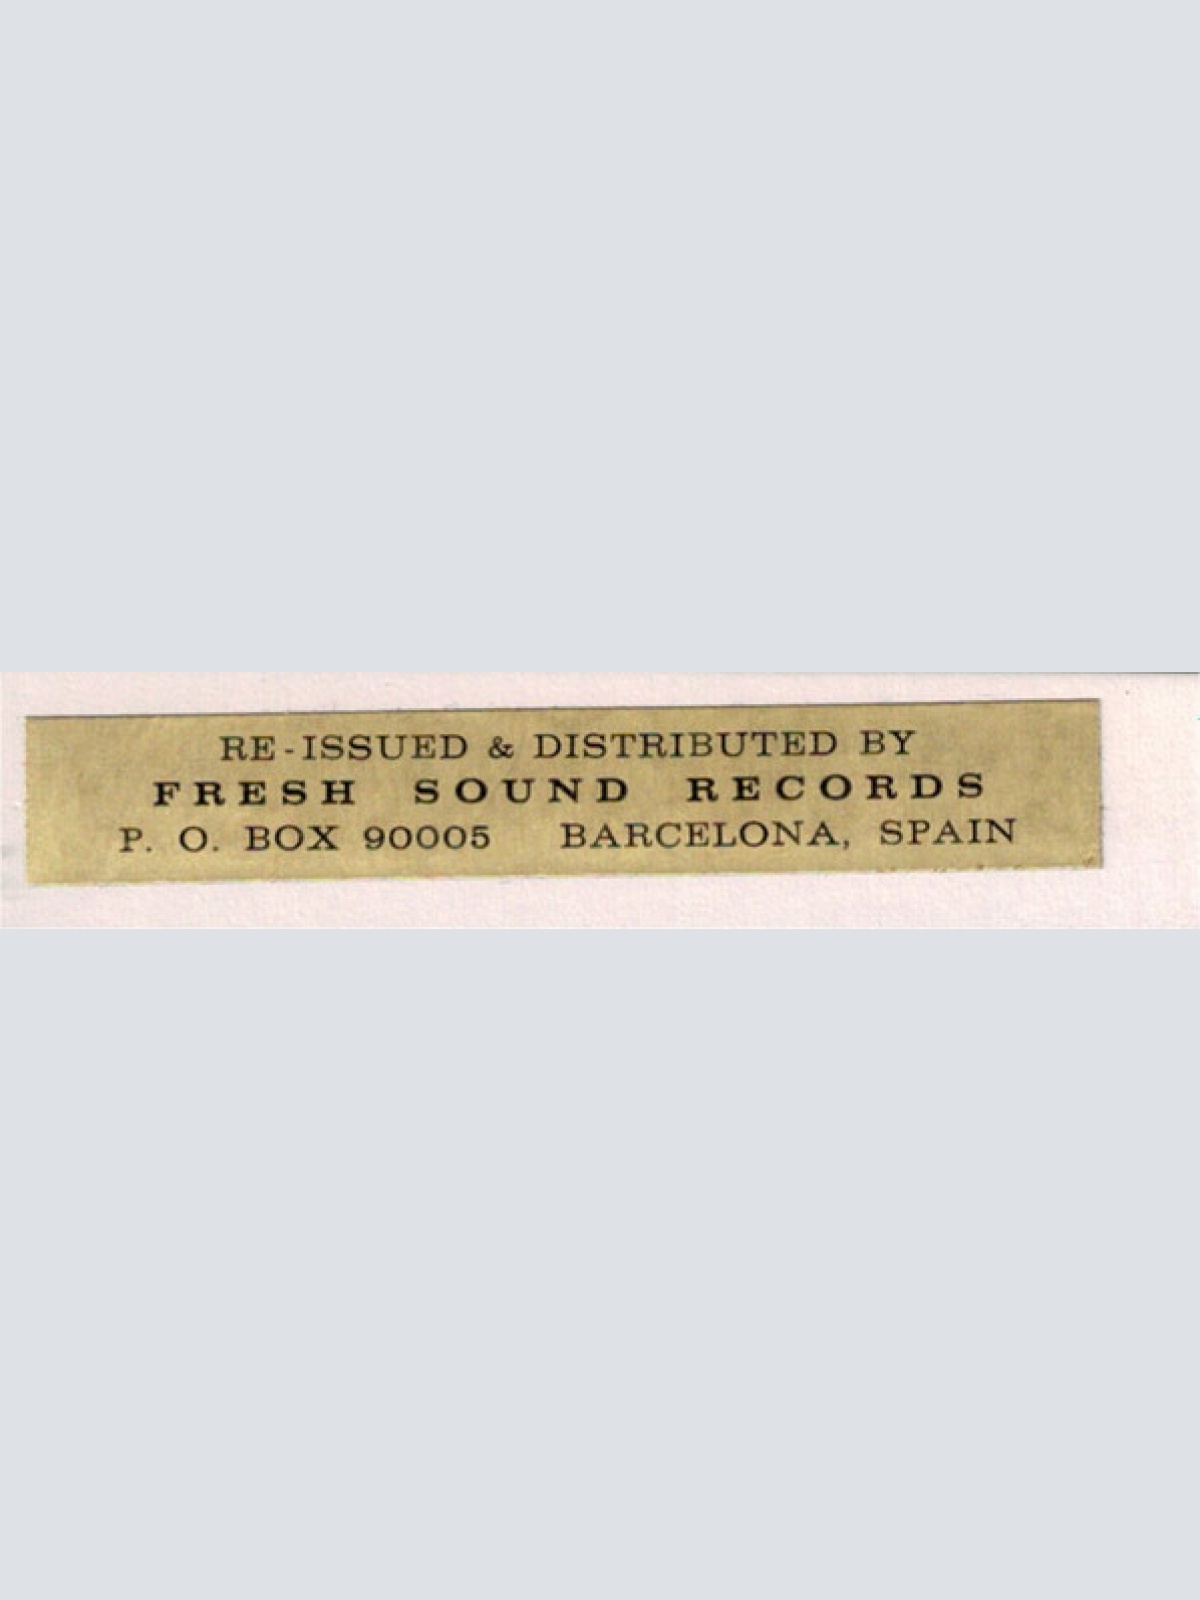 RE-ISSUED & DISTRIBUTED BY
FRESH SOUND RECORDS
P. O. BOX 90005 BARCELONA, SPAIN